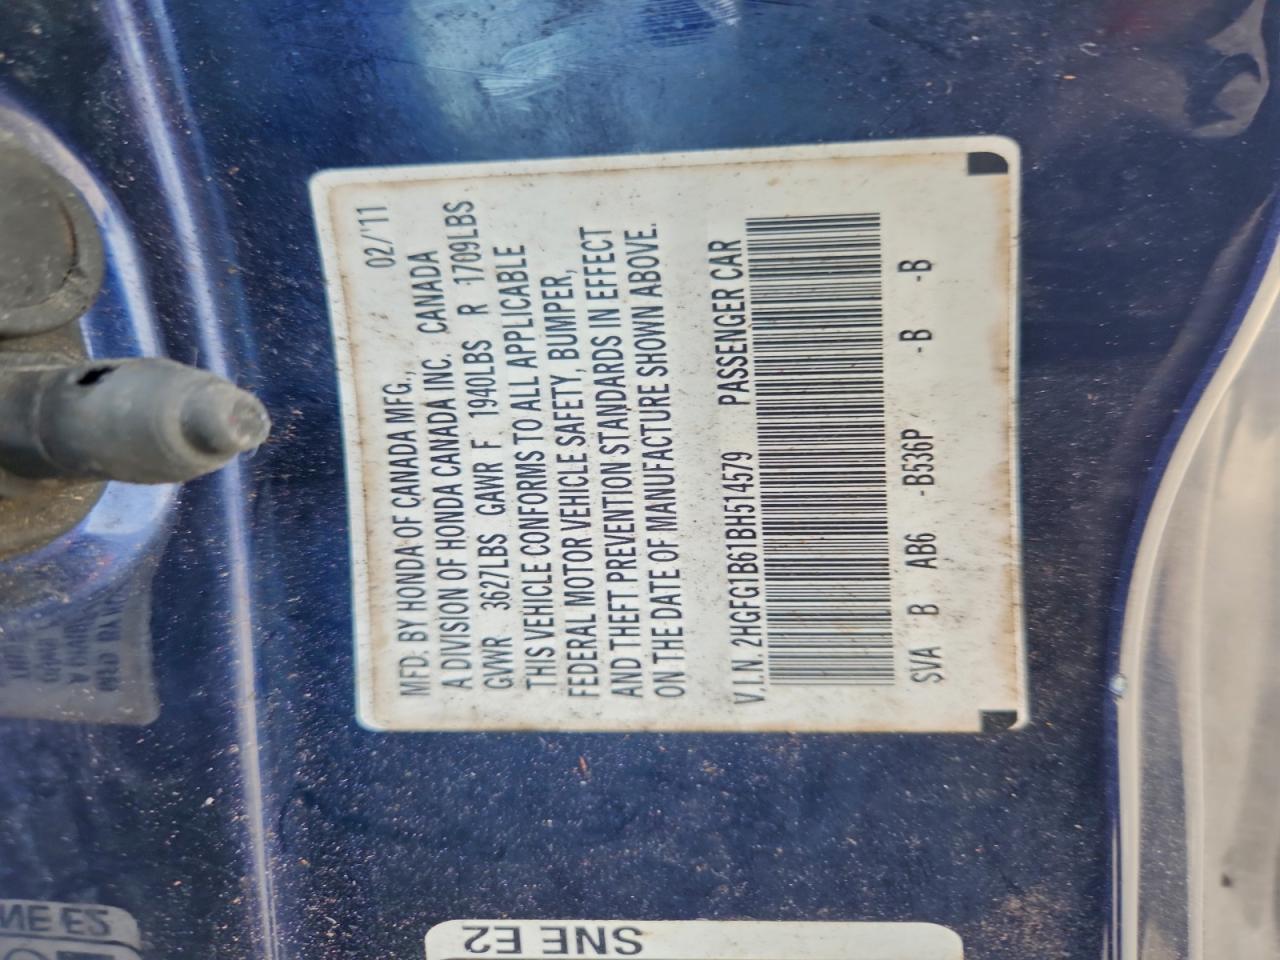 MFD. BY HONDA OF CANADA MFG., 02/'11
A DIVISION OF HONDA CANADA INC. CANADA
GVWR 3627LBS GAWR F 1940LBS R 1709LBS
THIS VEHICLE CONFORMS TO ALL APPLICABLE
FEDERAL MOTOR VEHICLE SAFETY, BUMPER,
AND THEFT PREVENTION STANDARDS IN EFFECT
ON THE DATE OF MANUFACTURE SHOWN ABOVE.
V.I.N. 2HGFG1B61BH514579 PASSENGER CAR
SVA B AB6 -B536P -B -B
SNE E2